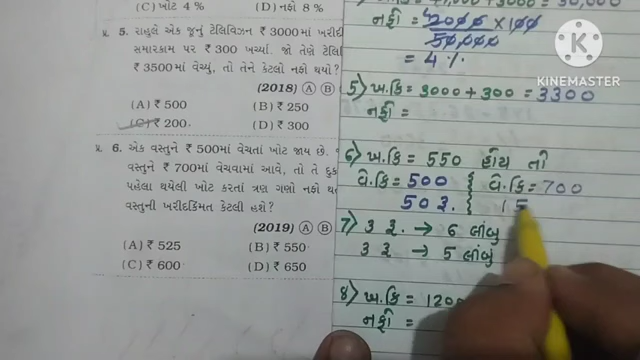 (C) ખોટ 4 %
(D) નફો 8 %
5. રાહુલે એક જૂનું ટેલિવિઝન ₹ 3000માં ખરીદી
સમારકામ પર ₹ 300 ખર્ચ્યા. જો તેણે ટેલિ
₹ 3500માં વેચ્યું, તો તેને કેટલો નફો થયો?
(2018) A B
(A) ₹ 500
(B) ₹ 250
(C) ₹ 200
(D) ₹ 300
6. એક વસ્તુને ₹ 500માં વેચતાં ખોટ જાય છે.
વસ્તુને ₹ 700માં વેચવામાં આવે, તો તે દુક
પહેલા થયેલી ખોટ કરતાં ત્રણ ગણો નફો થ
વસ્તુની ખરીદકિંમત કેટલી હશે?
(2019) A B
(A) ₹ 525
(B) ₹ 550
(C) ₹ 600
(D) ₹ 650
નફો =
2000 × 100
50,000
= 4 %
5) ખ.કિ = 3000 + 300 = 3300
નફો =
6) ખ.કિ = 550 હોય તો
વે.કિ = 500
વે.કિ = 700
50 રૂ.
15
7) 3 રૂ. → 6 લીંબુ
3 રૂ. → 5 લીંબુ
8) ખ.કિ = 1200
નફો =
KINEMASTER